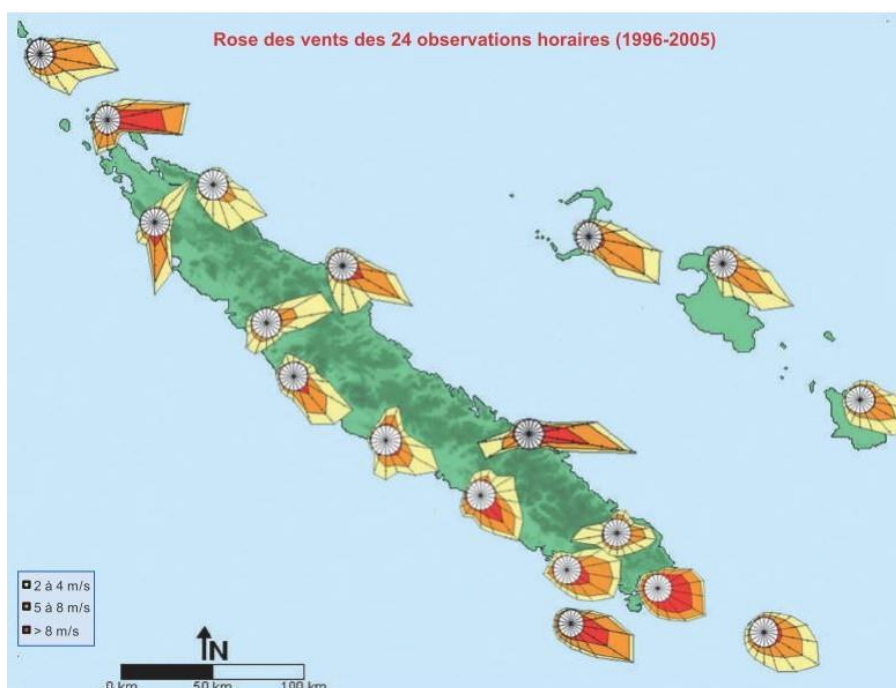 Rose des vents des 24 observations horaires (1996-2005)
2 à 4 m/s
5 à 8 m/s
> 8 m/s
N
0 km 50 km 100 km